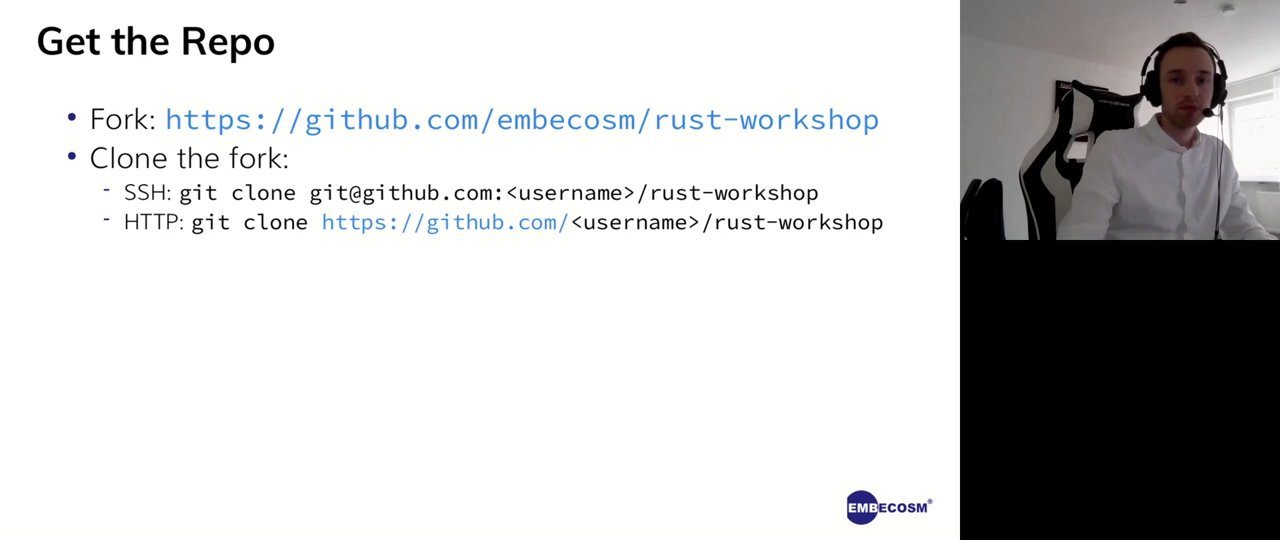 Get the Repo
• Fork: https://github.com/embecosm/rust-workshop
• Clone the fork:
- SSH: git clone git@github.com:<username>/rust-workshop
- HTTP: git clone https://github.com/<username>/rust-workshop
EMBECOSM®